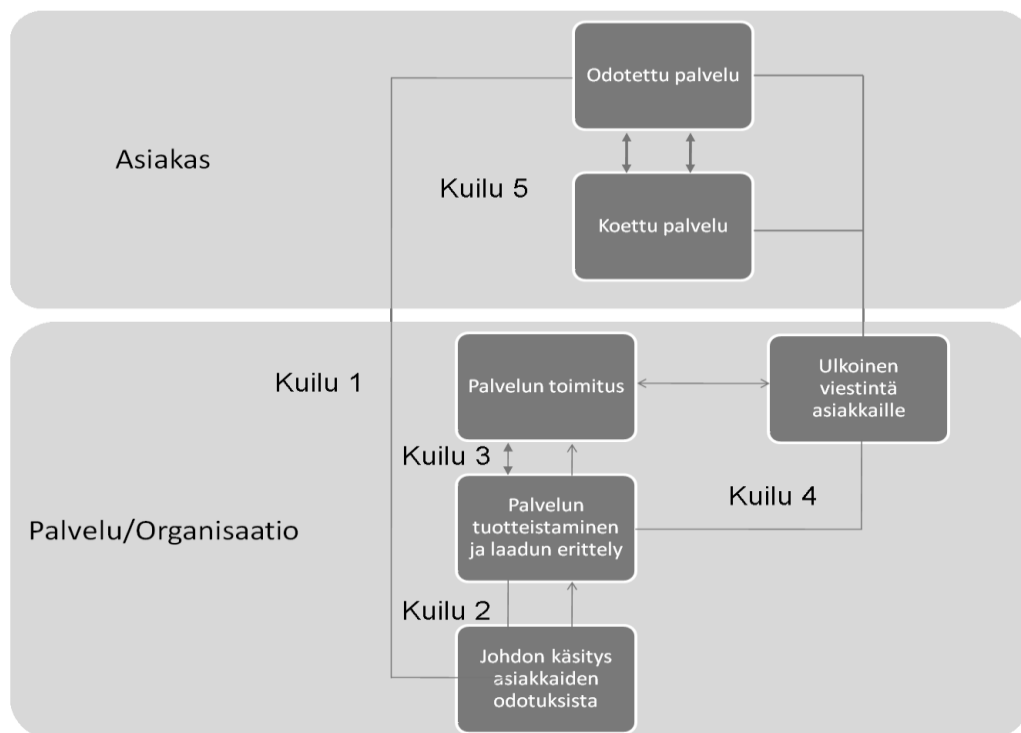 Odotettu palvelu
Asiakas
Kuilu 5
Koettu palvelu
Kuilu 1
Palvelun toimitus
Ulkoinen
viestintä
asiakkaille
Kuilu 3
Palvelun
tuotteistaminen
ja laadun erittely
Kuilu 4
Palvelu/Organisaatio
Kuilu 2
Johdon käsitys
asiakkaiden
odotuksista